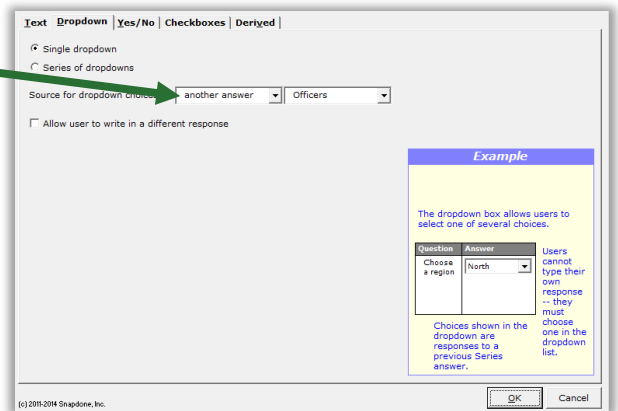 Text Dropdown Yes/No Checkboxes Derived
Single dropdown
Series of dropdowns
Source for dropdown choices another answer Officers
Allow user to write in a different response
Example
The dropdown box allows users to
select one of several choices.
Question Answer
Choose
a region
North
Users
cannot
type their
own
response
-- they
must
choose
one in the
dropdown
list.
Choices shown in the
dropdown are
responses to a
previous Series
answer.
(c) 2011-2014 Snapdone, Inc.
OK Cancel